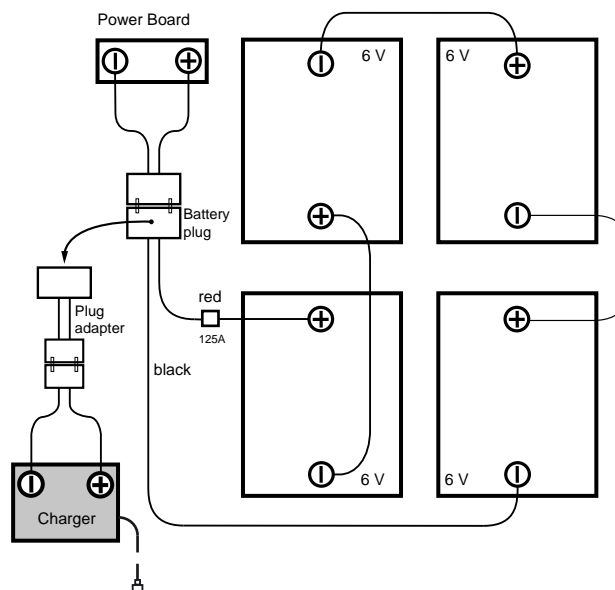 Power Board
6 V
6 V
Battery
plug
Plug
adapter
red
125A
black
6 V
6 V
Charger